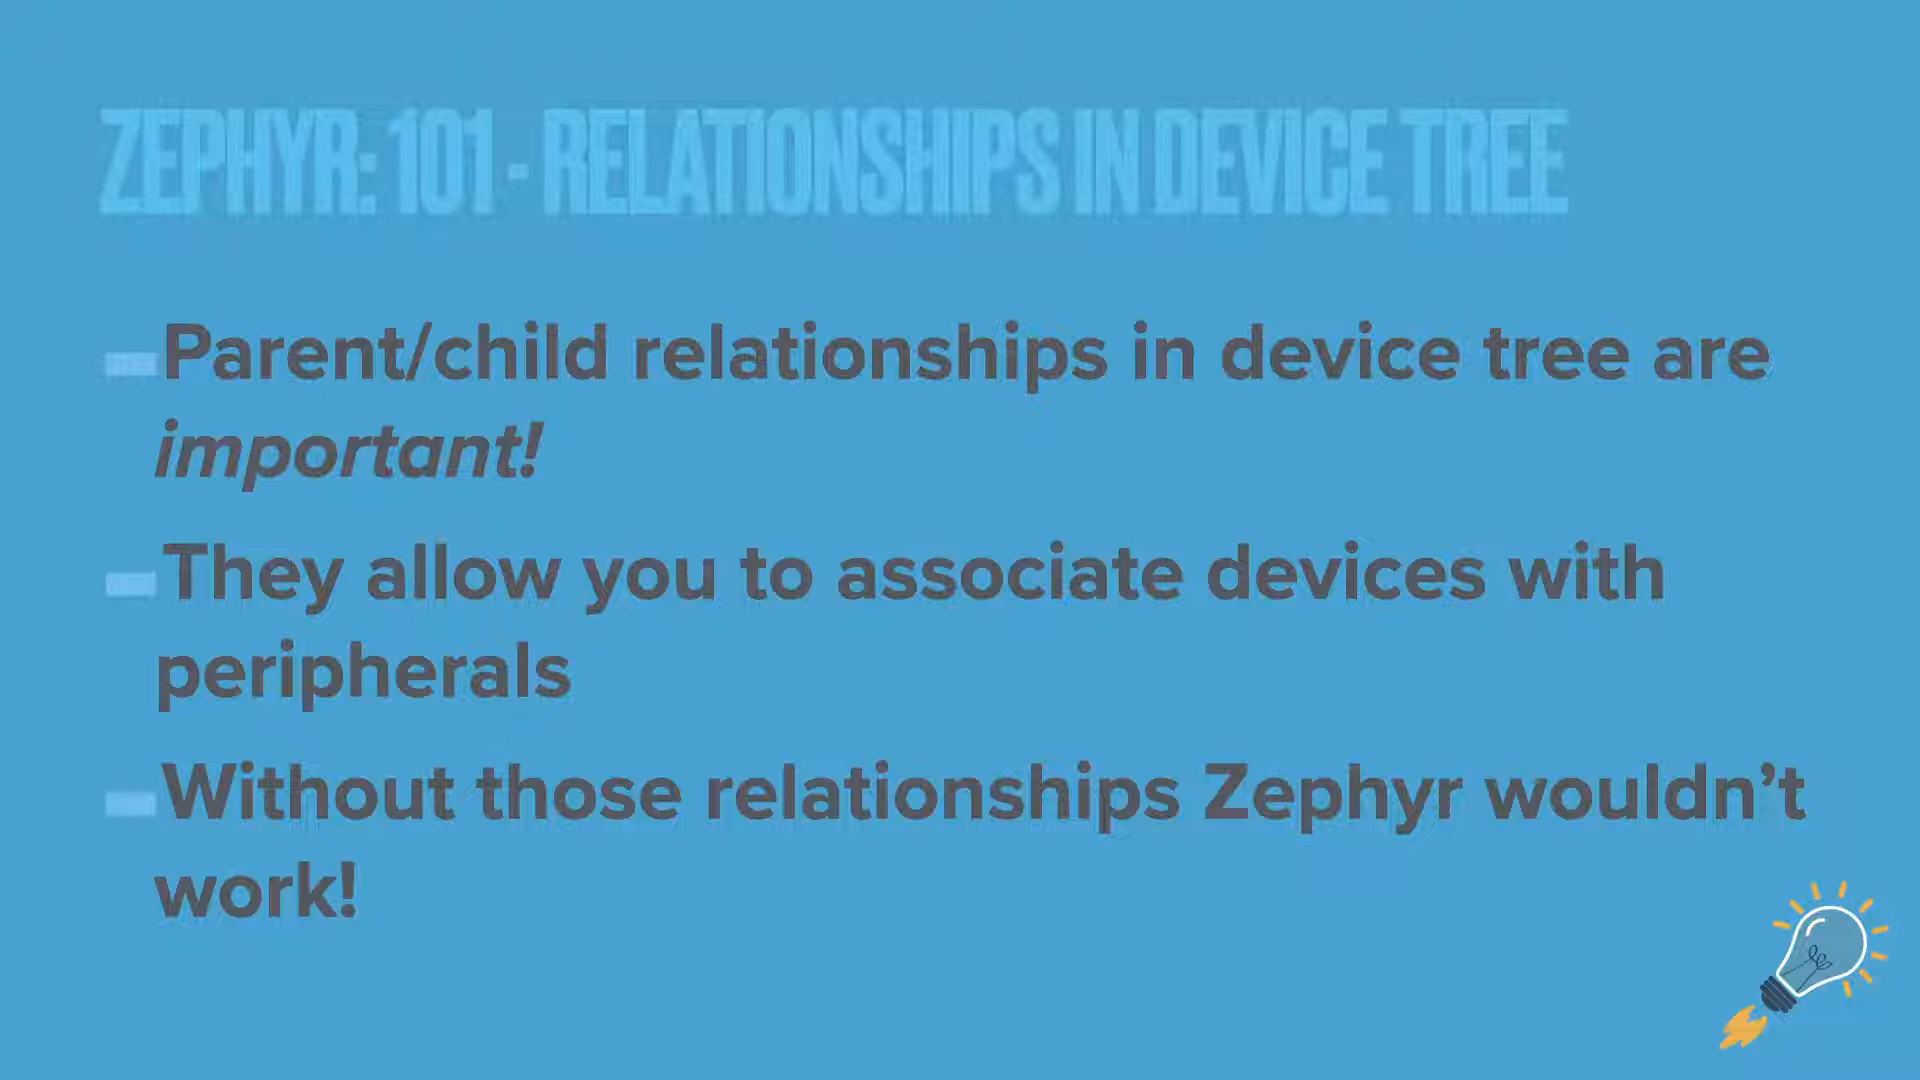 ZEPHYR: 101 - RELATIONSHIPS IN DEVICE TREE
Parent/child relationships in device tree are
important!
They allow you to associate devices with
peripherals
Without those relationships Zephyr wouldn’t
work!